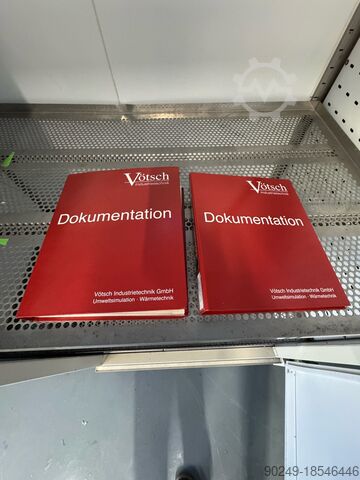 Vötsch
Industrietechnik
Dokumentation
Vötsch Industrietechnik GmbH
Umweltsimulation · Wärmetechnik
Vötsch
Industrietechnik
Dokumentation
Vötsch Industrietechnik GmbH
Umweltsimulation · Wärmetechnik
90249-18546446